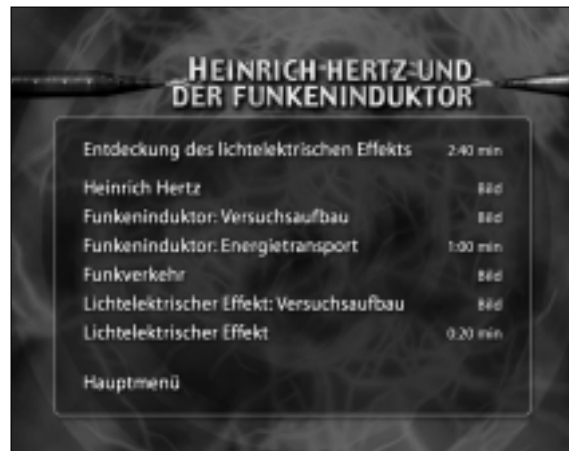 HEINRICH HERTZ UND
DER FUNKENINDUKTOR
Entdeckung des lichtelektrischen Effekts 2:40 min
Heinrich Hertz Bild
Funkeninduktor: Versuchsaufbau Bild
Funkeninduktor: Energietransport 1:00 min
Funkverkehr Bild
Lichtelektrischer Effekt: Versuchsaufbau Bild
Lichtelektrischer Effekt 0:20 min
Hauptmenü